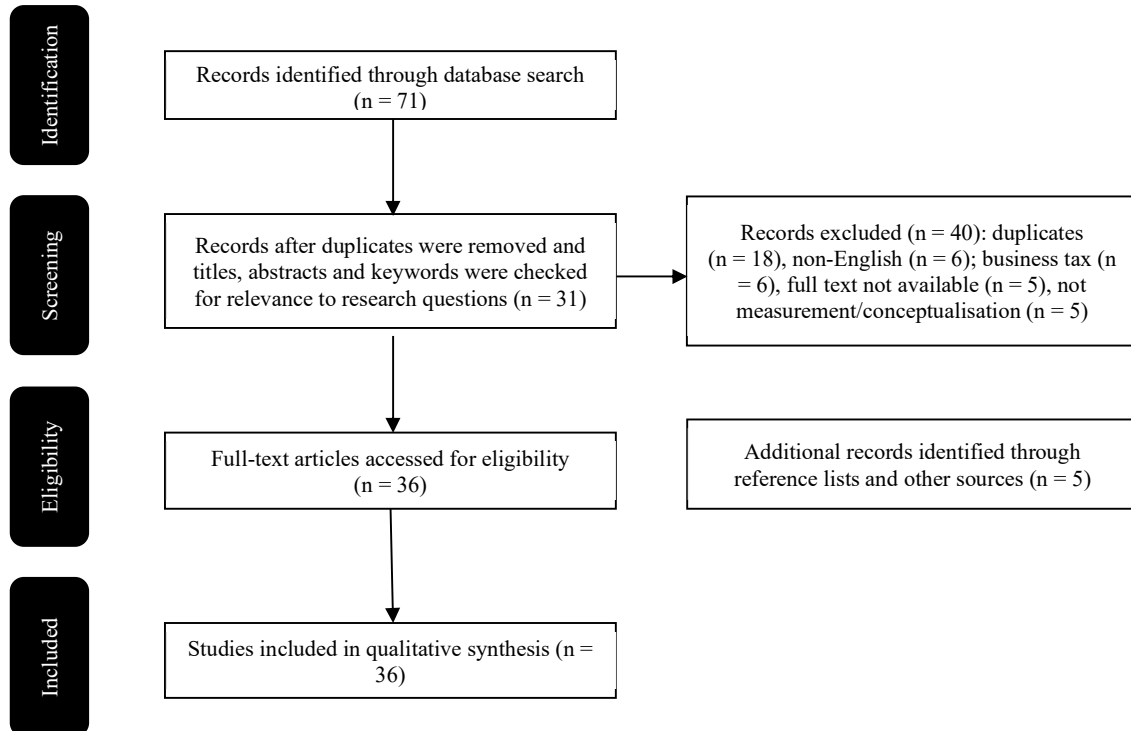 Identification
Records identified through database search
(n = 71)
Screening
Records after duplicates were removed and
titles, abstracts and keywords were checked
for relevance to research questions (n = 31)
Records excluded (n = 40): duplicates
(n = 18), non-English (n = 6); business tax (n
= 6), full text not available (n = 5), not
measurement/conceptualisation (n = 5)
Eligibility
Full-text articles accessed for eligibility
(n = 36)
Additional records identified through
reference lists and other sources (n = 5)
Included
Studies included in qualitative synthesis (n =
36)